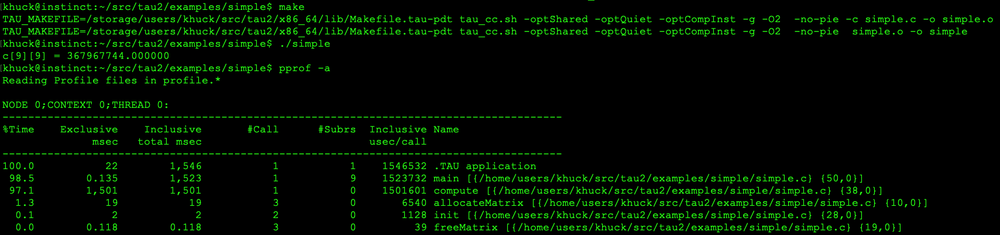 [khuck@instinct:~/src/tau2/examples/simple$ make
TAU_MAKEFILE=/storage/users/khuck/src/tau2/x86_64/lib/Makefile.tau-pdt tau_cc.sh -optShared -optQuiet -optCompInst -g -O2  -no-pie -c simple.c -o simple.o
TAU_MAKEFILE=/storage/users/khuck/src/tau2/x86_64/lib/Makefile.tau-pdt tau_cc.sh -optShared -optQuiet -optCompInst -g -O2  -no-pie  simple.o -o simple
[khuck@instinct:~/src/tau2/examples/simple$ ./simple
c[9][9] = 367967744.000000
[khuck@instinct:~/src/tau2/examples/simple$ pprof -a
Reading Profile files in profile.*
NODE 0;CONTEXT 0;THREAD 0:
---------------------------------------------------------------------------------------
%Time    Exclusive    Inclusive       #Call      #Subrs  Inclusive Name
              msec   total msec                          usec/call
---------------------------------------------------------------------------------------
100.0           22        1,546           1           1    1546532 .TAU application
 98.5        0.135        1,523           1           9    1523732 main [{/home/users/khuck/src/tau2/examples/simple/simple.c} {50,0}]
 97.1        1,501        1,501           1           0    1501601 compute [{/home/users/khuck/src/tau2/examples/simple/simple.c} {38,0}]
  1.3           19           19           3           0       6540 allocateMatrix [{/home/users/khuck/src/tau2/examples/simple/simple.c} {10,0}]
  0.1            2            2           2           0       1128 init [{/home/users/khuck/src/tau2/examples/simple/simple.c} {28,0}]
  0.0        0.118        0.118           3           0         39 freeMatrix [{/home/users/khuck/src/tau2/examples/simple/simple.c} {19,0}]